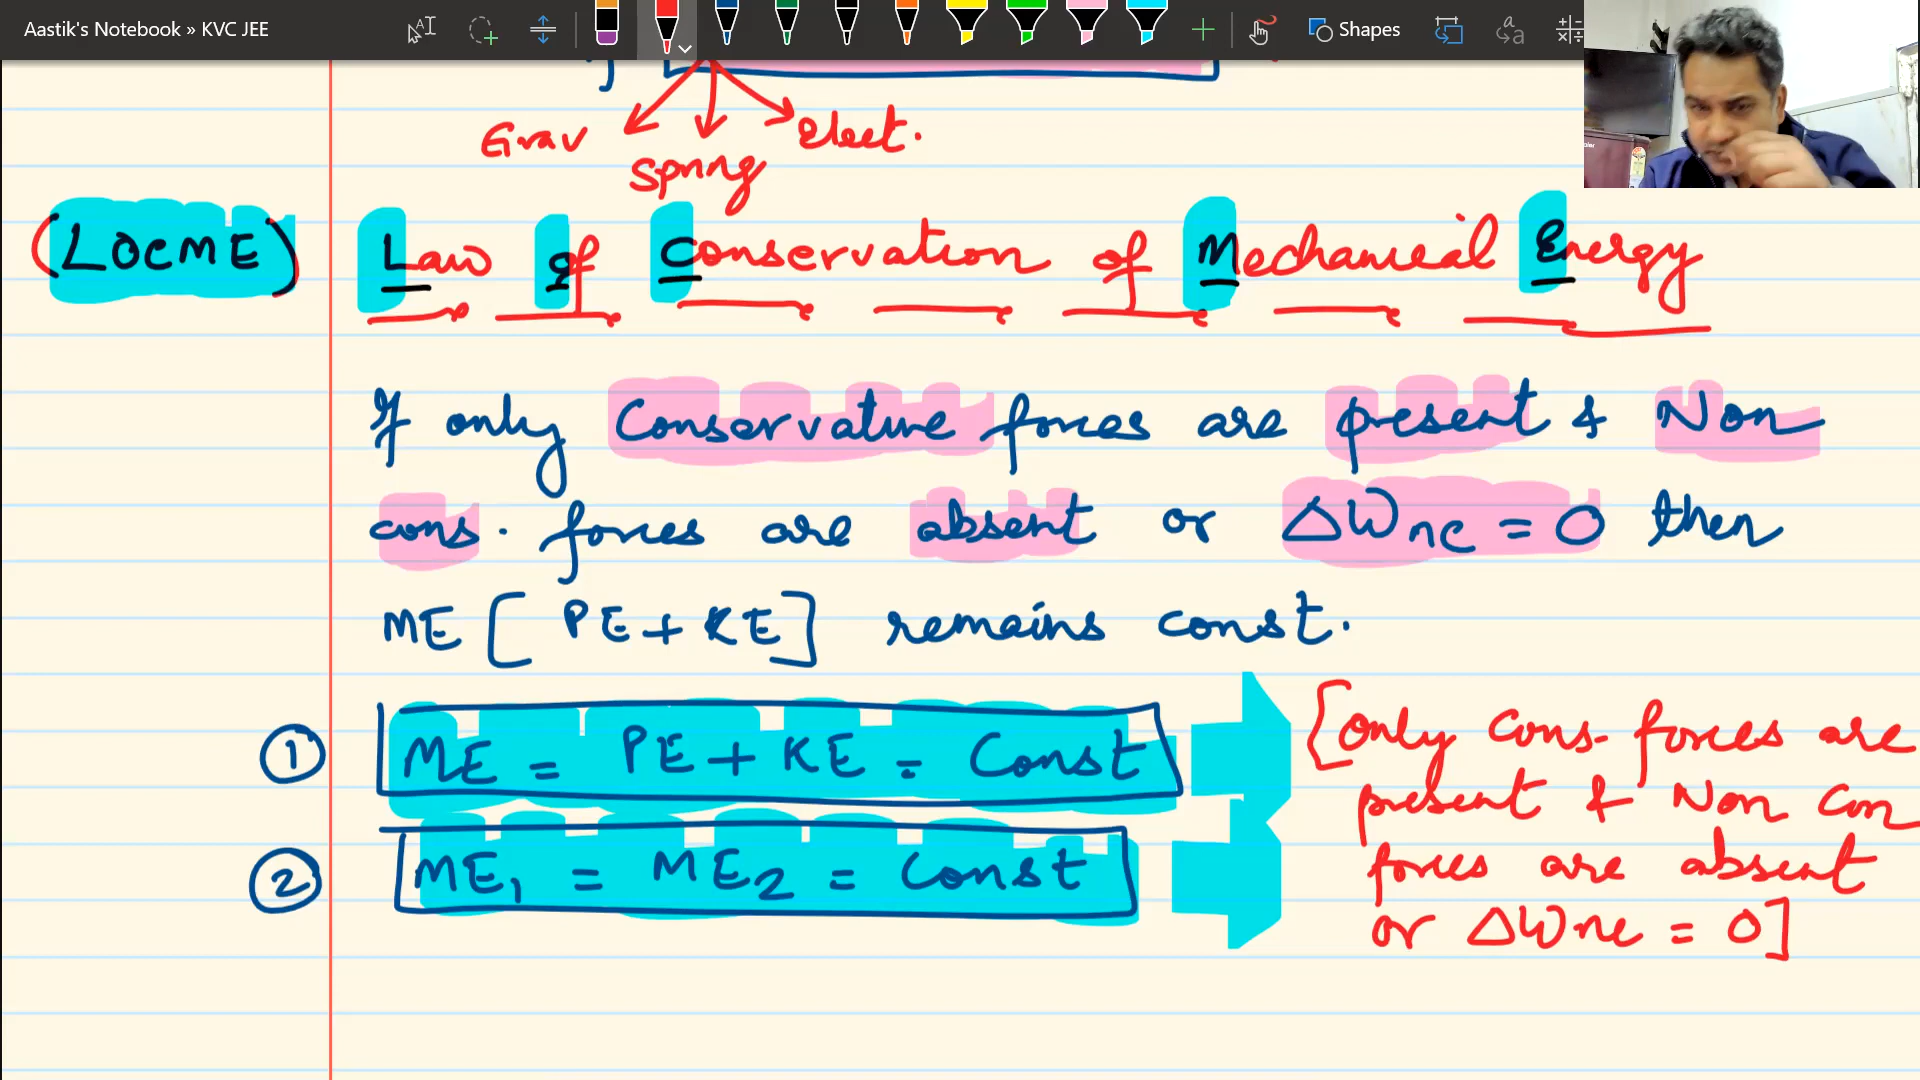 Aastik's Notebook » KVC JEE
Shapes
Grav
Spring
Elect.
(LOCME) Law of Conservation of Mechanical Energy
If only Conservative forces are present & Non
cons. forces are absent or ΔWnc = 0 then
ME [ PE + KE ] remains const.
① ME = PE + KE = Const
② ME₁ = ME₂ = Const
[Only Cons- forces are
present & Non Con
forces are absent
or ΔWnc = 0]